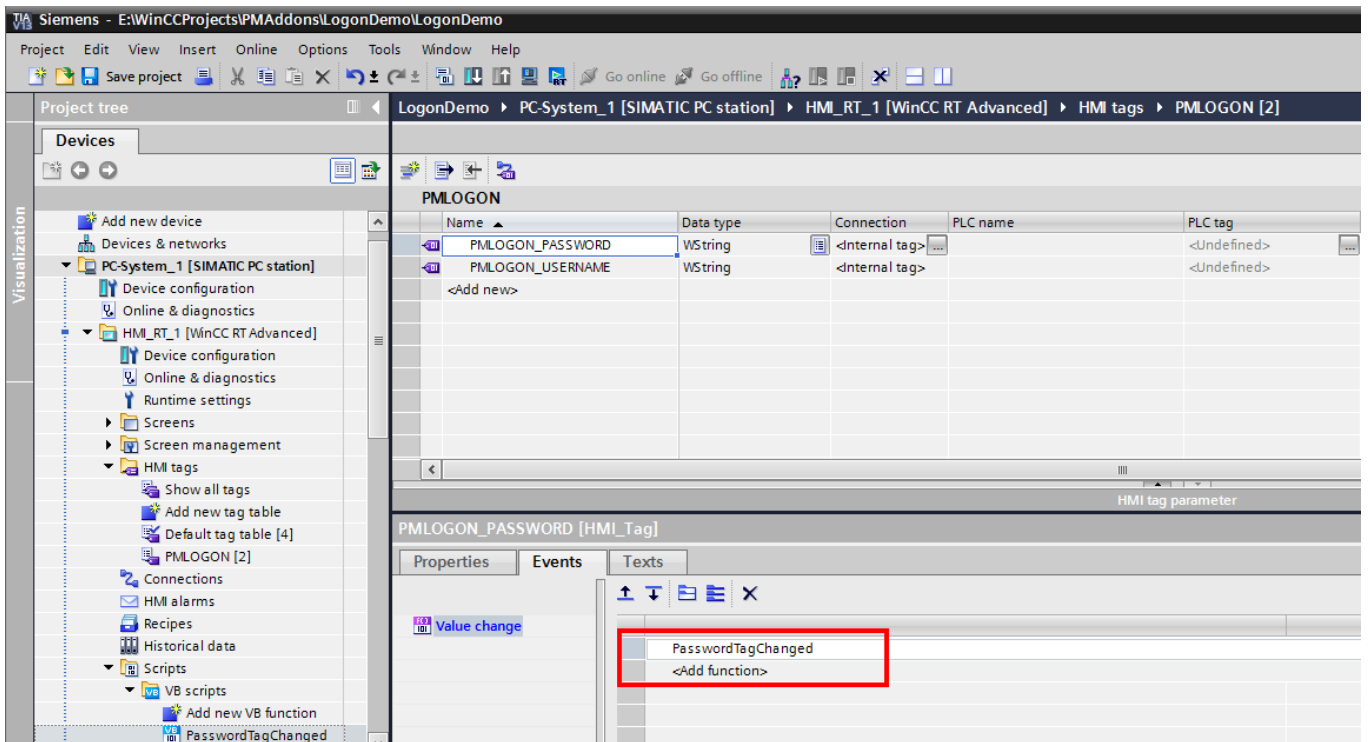 Siemens - E:\WinCCProjects\PMAddons\LogonDemo\LogonDemo
Project Edit View Insert Online Options Tools Window Help
Save project Go online Go offline
Project tree
LogonDemo PC-System_1 [SIMATIC PC station] HMI_RT_1 [WinCC RT Advanced] HMI tags PMLOGON [2]
Devices
Visualization
Add new device
Devices & networks
PC-System_1 [SIMATIC PC station]
Device configuration
Online & diagnostics
HMI_RT_1 [WinCC RT Advanced]
Device configuration
Online & diagnostics
Runtime settings
Screens
Screen management
HMI tags
Show all tags
Add new tag table
Default tag table [4]
PMLOGON [2]
Connections
HMI alarms
Recipes
Historical data
Scripts
VB scripts
Add new VB function
PasswordTagChanged
PMLOGON
Name Data type Connection PLC name PLC tag
PMLOGON_PASSWORD WString <Internal tag> ... <Undefined> ...
PMLOGON_USERNAME WString <Internal tag> <Undefined>
<Add new>
HMI tag parameter
PMLOGON_PASSWORD [HMI_Tag]
Properties Events Texts
Value change
PasswordTagChanged
<Add function>